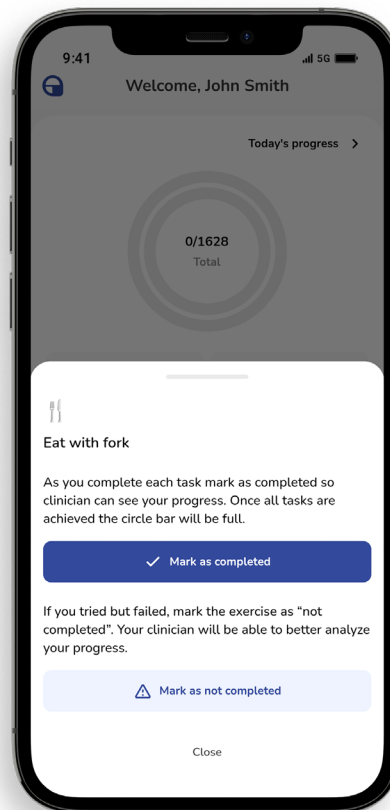 9:41
5G
Welcome, John Smith
Today's progress
0/1628
Total
Eat with fork
As you complete each task mark as completed so
clinician can see your progress. Once all tasks are
achieved the circle bar will be full.
Mark as completed
If you tried but failed, mark the exercise as “not
completed”. Your clinician will be able to better analyze
your progress.
Mark as not completed
Close